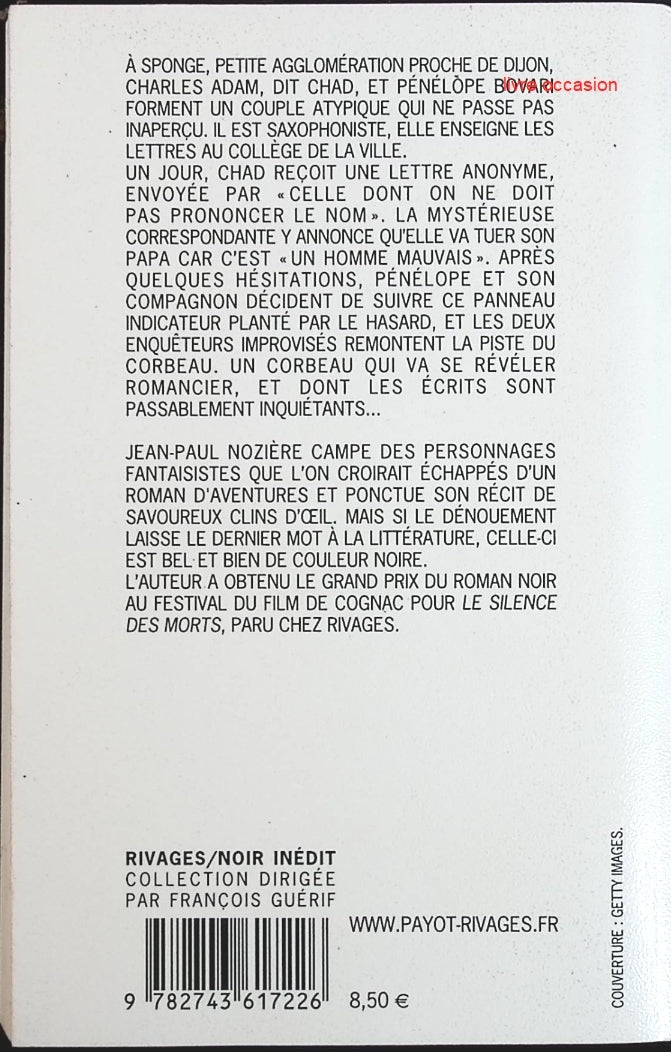 À SPONGE, PETITE AGGLOMÉRATION PROCHE DE DIJON,
CHARLES ADAM, DIT CHAD, ET PÉNÉLOPE BOVARI
livre occasion
FORMENT UN COUPLE ATYPIQUE QUI NE PASSE PAS
INAPERÇU. IL EST SAXOPHONISTE, ELLE ENSEIGNE LES
LETTRES AU COLLÈGE DE LA VILLE.
UN JOUR, CHAD REÇOIT UNE LETTRE ANONYME,
ENVOYÉE PAR « CELLE DONT ON NE DOIT
PAS PRONONCER LE NOM ». LA MYSTÉRIEUSE
CORRESPONDANTE Y ANNONCE QU'ELLE VA TUER SON
PAPA CAR C'EST « UN HOMME MAUVAIS ». APRÈS
QUELQUES HÉSITATIONS, PÉNÉLOPE ET SON
COMPAGNON DÉCIDENT DE SUIVRE CE PANNEAU
INDICATEUR PLANTÉ PAR LE HASARD, ET LES DEUX
ENQUÊTEURS IMPROVISÉS REMONTENT LA PISTE DU
CORBEAU. UN CORBEAU QUI VA SE RÉVÉLER
ROMANCIER, ET DONT LES ÉCRITS SONT
PASSABLEMENT INQUIÉTANTS...
JEAN-PAUL NOZIÈRE CAMPE DES PERSONNAGES
FANTAISISTES QUE L'ON CROIRAIT ÉCHAPPÉS D'UN
ROMAN D'AVENTURES ET PONCTUE SON RÉCIT DE
SAVOUREUX CLINS D'ŒIL. MAIS SI LE DÉNOUEMENT
LAISSE LE DERNIER MOT À LA LITTÉRATURE, CELLE-CI
EST BEL ET BIEN DE COULEUR NOIRE.
L'AUTEUR A OBTENU LE GRAND PRIX DU ROMAN NOIR
AU FESTIVAL DU FILM DE COGNAC POUR LE SILENCE
DES MORTS, PARU CHEZ RIVAGES.
RIVAGES/NOIR INÉDIT
COLLECTION DIRIGÉE
PAR FRANÇOIS GUÉRIF
WWW.PAYOT-RIVAGES.FR
9 782743 617226
8,50 €
COUVERTURE : GETTY IMAGES.